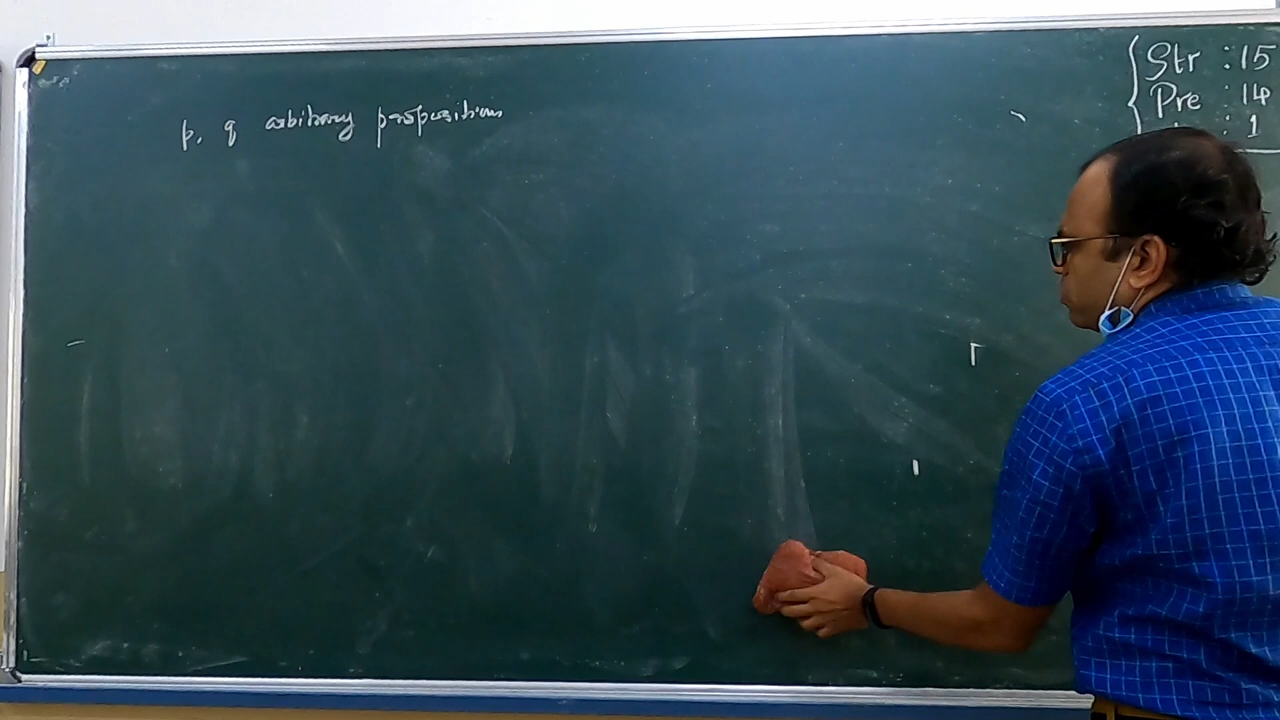 p, q arbitrary propositions
Str : 15
Pre : 14
: 1